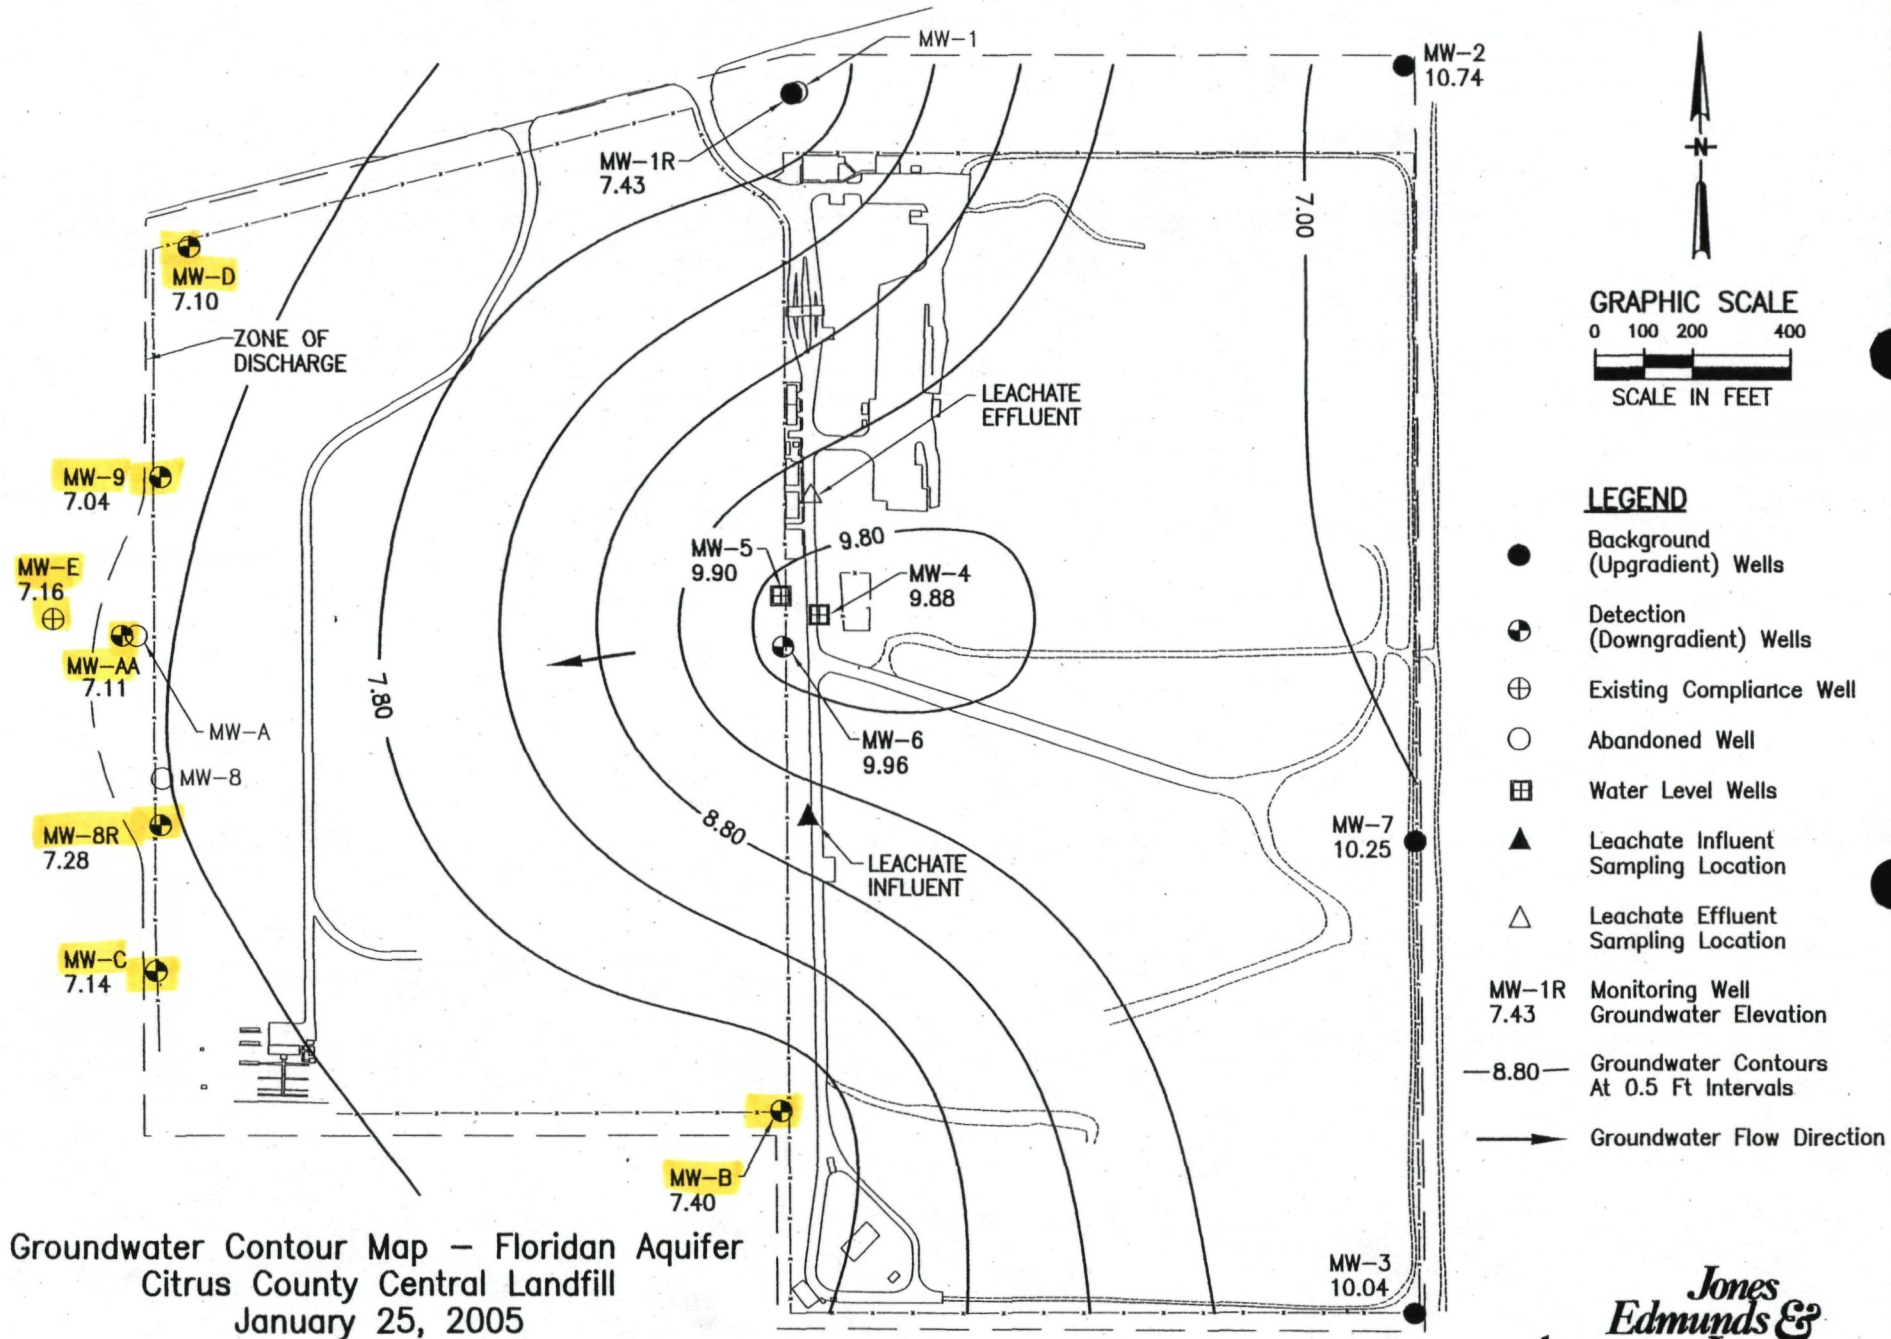 MW-1
MW-2
10.74
MW-1R
7.43
N
MW-D
7.10
7.00
ZONE OF
DISCHARGE
GRAPHIC SCALE
0 100 200 400
SCALE IN FEET
LEACHATE
EFFLUENT
MW-9
7.04
MW-5
9.90
9.80
MW-4
9.88
MW-E
7.16
MW-AA
7.11
MW-A
7.80
MW-6
9.96
MW-8
MW-8R
7.28
8.80
LEACHATE
INFLUENT
MW-7
10.25
MW-C
7.14
MW-B
7.40
MW-3
10.04
LEGEND
Background
(Upgradient) Wells
Detection
(Downgradient) Wells
Existing Compliance Well
Abandoned Well
Water Level Wells
Leachate Influent
Sampling Location
Leachate Effluent
Sampling Location
MW-1R Monitoring Well
7.43 Groundwater Elevation
8.80 Groundwater Contours
At 0.5 Ft Intervals
Groundwater Flow Direction
Groundwater Contour Map - Floridan Aquifer
Citrus County Central Landfill
January 25, 2005
Jones
Edmunds &